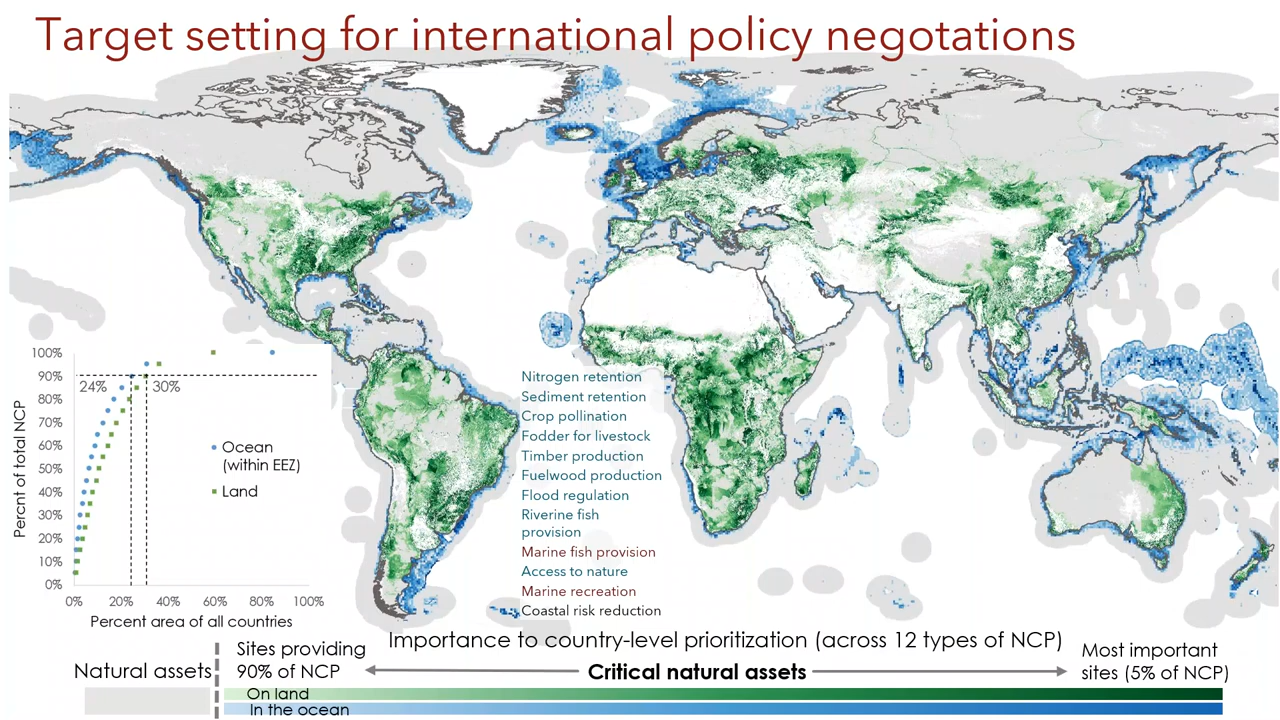 Target setting for international policy negotations
100%
90%
80%
70%
60%
50%
40%
30%
20%
10%
0%
Percnt of total NCP
24%
30%
Ocean
(within EEZ)
Land
0%
20%
40%
60%
80%
100%
Percent area of all countries
Nitrogen retention
Sediment retention
Crop pollination
Fodder for livestock
Timber production
Fuelwood production
Flood regulation
Riverine fish
provision
Marine fish provision
Access to nature
Marine recreation
Coastal risk reduction
Importance to country-level prioritization (across 12 types of NCP)
Natural assets
Sites providing
90% of NCP
Critical natural assets
Most important
sites (5% of NCP)
On land
In the ocean